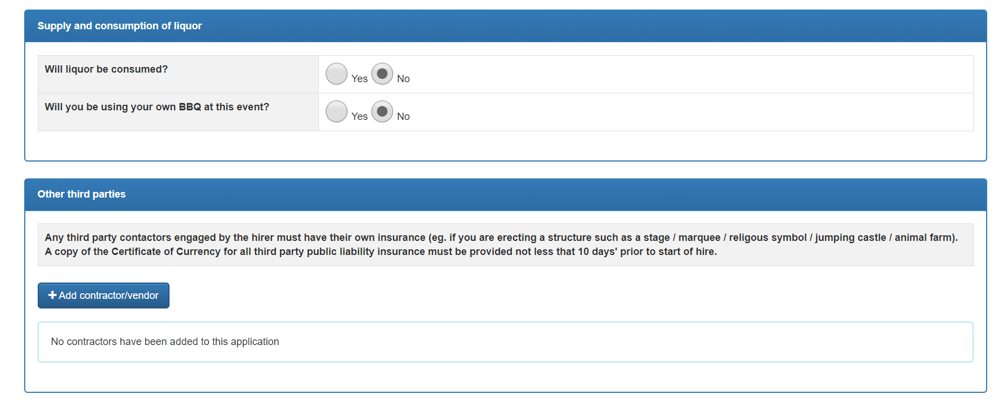 Supply and consumption of liquor
Will liquor be consumed?
Yes No
Will you be using your own BBQ at this event?
Yes No
Other third parties
Any third party contactors engaged by the hirer must have their own insurance (eg. if you are erecting a structure such as a stage / marquee / religous symbol / jumping castle / animal farm).
A copy of the Certificate of Currency for all third party public liability insurance must be provided not less that 10 days' prior to start of hire.
Add contractor/vendor
No contractors have been added to this application